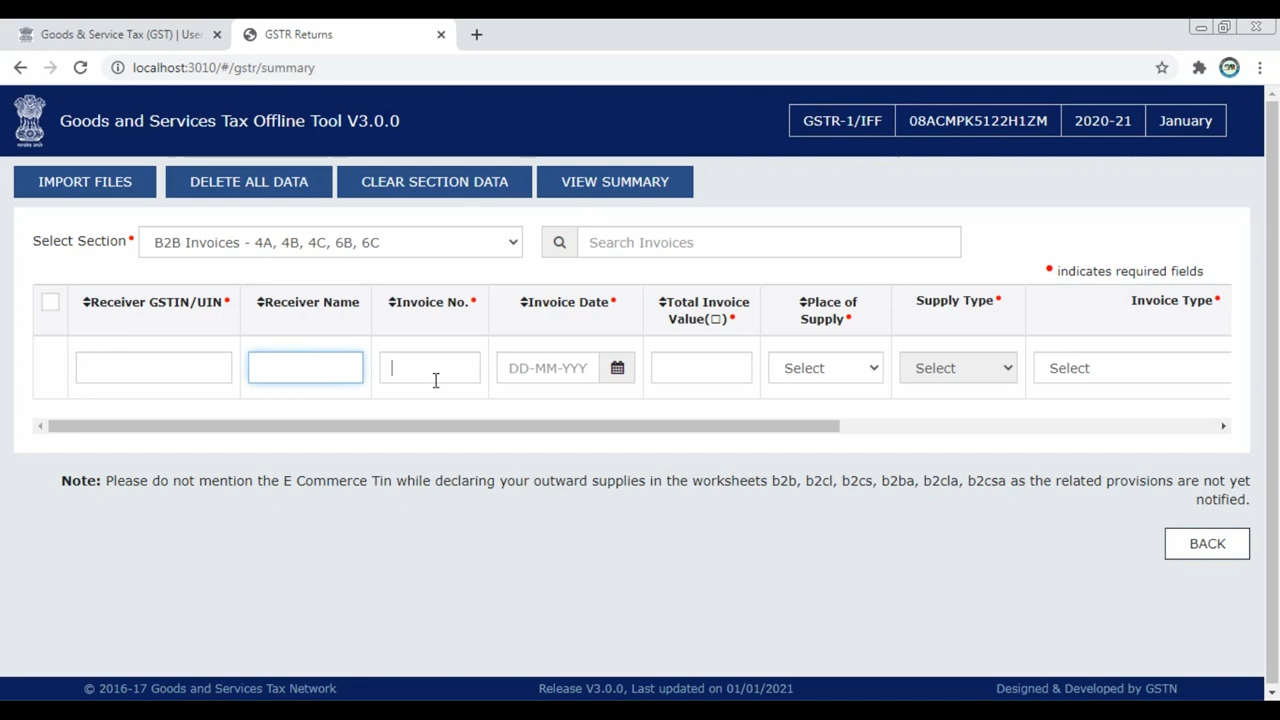 Goods & Service Tax (GST) | User
GSTR Returns
localhost:3010/#/gstr/summary
Goods and Services Tax Offline Tool V3.0.0
GSTR-1/IFF
08ACMPK5122H1ZM
2020-21
January
IMPORT FILES
DELETE ALL DATA
CLEAR SECTION DATA
VIEW SUMMARY
Select Section*
B2B Invoices - 4A, 4B, 4C, 6B, 6C
Search Invoices
* indicates required fields
Receiver GSTIN/UIN*
Receiver Name
Invoice No.*
Invoice Date*
Total Invoice
Value(□)*
Place of
Supply*
Supply Type*
Invoice Type*
DD-MM-YYY
Select
Select
Select
Note: Please do not mention the E Commerce Tin while declaring your outward supplies in the worksheets b2b, b2cl, b2cs, b2ba, b2cla, b2csa as the related provisions are not yet
notified.
BACK
© 2016-17 Goods and Services Tax Network
Release V3.0.0, Last updated on 01/01/2021
Designed & Developed by GSTN